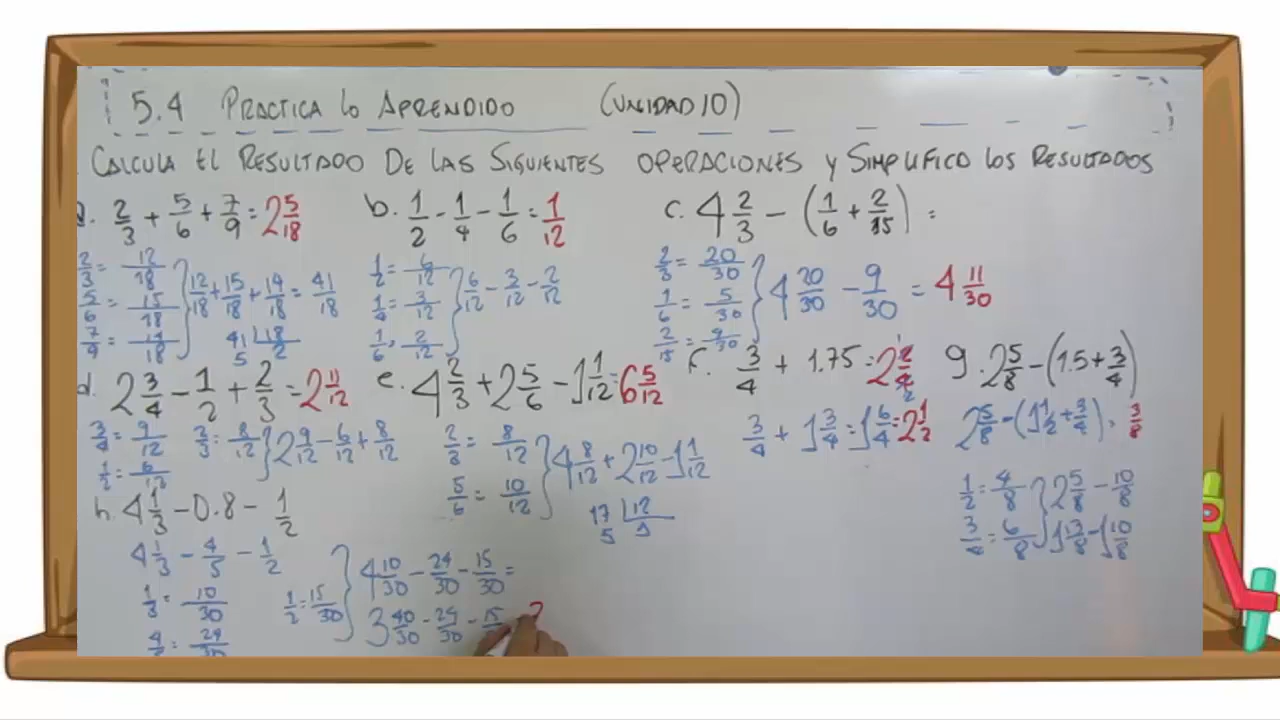 5.4 PRACTICA lo APRENDIDO (UNIDAD 10)
CALCULA EL RESULTADO DE LAS SIGUIENTES OPERACIONES y SIMPLIFICO LOS RESULTADOS
a. 2/3 + 5/6 + 7/9 = 2 5/18
2/3 = 12/18
5/6 = 15/18
7/9 = 14/18
12/18 + 15/18 + 14/18 = 41/18
41 18
5 2
b. 1/2 - 1/4 - 1/6 = 1/12
1/2 = 6/12
1/4 = 3/12
1/6 = 2/12
6/12 - 3/12 - 2/12
c. 4 2/3 - (1/6 + 2/15) =
2/3 = 20/30
1/6 = 5/30
2/15 = 4/30
4 20/30 - 9/30 = 4 11/30
d. 2 3/4 - 1/2 + 2/3 = 2 11/12
3/4 = 9/12
1/2 = 6/12
2/3 = 8/12
2 9/12 - 6/12 + 8/12
e. 4 2/3 + 2 5/6 - 1 1/12 = 6 5/12
2/3 = 8/12
5/6 = 10/12
4 8/12 + 2 10/12 - 1 1/12
17 12
5
f. 3/4 + 1.75 = 2 2/4
3/4 + 1 3/4 = 1 6/4 = 2 1/2
g. 2 5/8 - (1.5 + 3/4)
2 5/8 - (1 1/2 + 3/4) = 3/8
1/2 = 4/8
3/4 = 6/8
2 5/8 - 10/8
1 13/8 - 10/8
h. 4 1/3 - 0.8 - 1/2
4 1/3 - 4/5 - 1/2
1/3 = 10/30
4/5 = 24/30
1/2 = 15/30
4 10/30 - 24/30 - 15/30 =
3 40/30 - 24/30 - 15